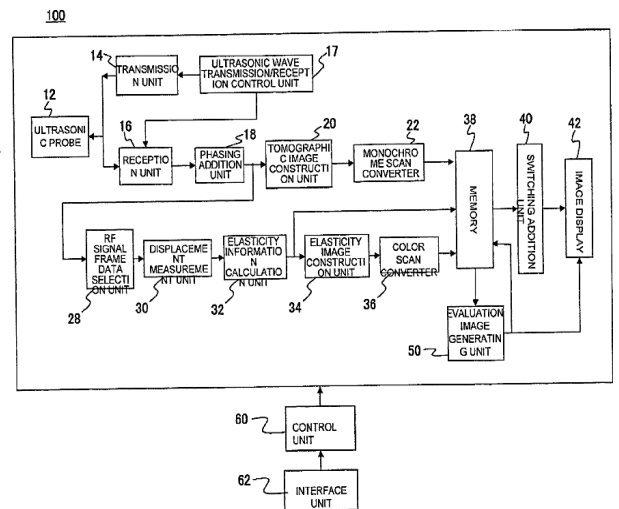 100
14
TRANSMISSIO
N UNIT
ULTRASONIC WAVE
TRANSMISSION/RECEPT
ION CONTROL UNIT
17
12
ULTRASONI
C PROBE
16
RECEPTIO
N UNIT
18
PHASING
ADDITION
UNIT
20
TOMOGRAPHI
C IMAGE
CONSTRUCTI
ON UNIT
22
MONOCHRO
ME SCAN
CONVERTER
38
MEMORY
40
SWITCHING ADDITION
UNIT
42
IMAGE DISPLAY
RF
SIGNAL
FRAME
DATA
SELECTI
ON UNIT
28
DISPLACEME
NT
MEASUREME
NT UNIT
30
ELASTICITY
INFORMATIO
N
CALCULATIO
N UNIT
32
ELASTICITY
IMAGE
CONSTRUCTI
ON UNIT
34
COLOR
SCAN
CONVERTER
36
EVALUATION
IMAGE
GENERATIN
G UNIT
50
60
CONTROL
UNIT
62
INTERFACE
UNIT